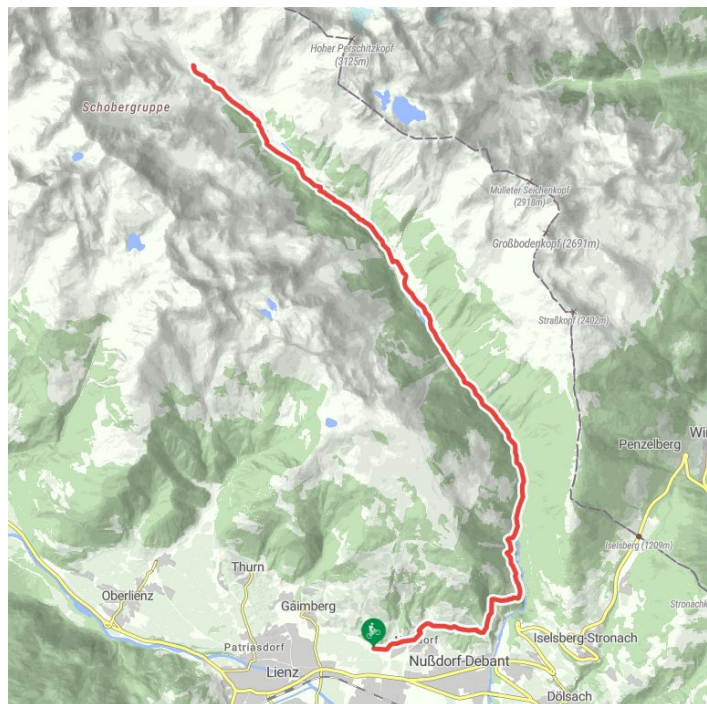 Hoher Perschitzkopf
(3125m)
Schobergruppe
Mulleter Seichenkopf
(2918m)
Großbodenkopf (2691m)
Straßkopf (2402m)
Penzelberg
Iselsberg (1209m)
Oberlienz
Thurn
Gaimberg
Patriasdorf
Lienz
Nußdorf-Debant
Iselsberg-Stronach
Dölsach